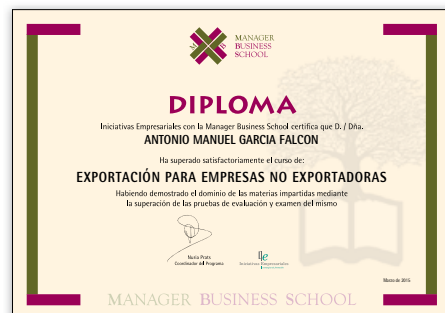 M
B
MANAGER
BUSINESS
SCHOOL
DIPLOMA
Iniciativas Empresariales con la Manager Business School certifica que D. / Dña.
ANTONIO MANUEL GARCIA FALCON
Ha superado satisfactoriamente el curso de:
EXPORTACIÓN PARA EMPRESAS NO EXPORTADORAS
Habiendo demostrado el dominio de las materias impartidas mediante
la superación de las pruebas de evaluación y examen del mismo
Nuria Prats
Coordinador del Programa
Iniciativas Empresariales
Marzo de 2015
MANAGER BUSINESS SCHOOL